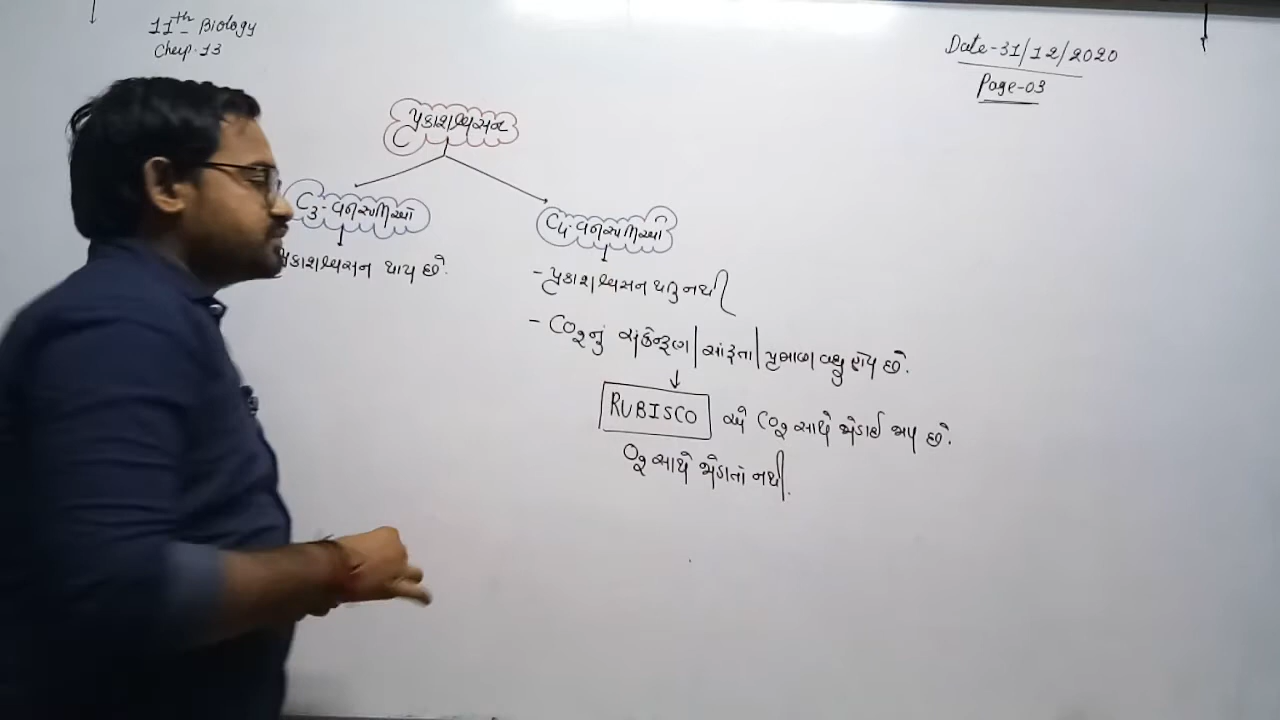 11th Biology
Chap-13
Date-31/12/2020
Page-03
પ્રકાશશ્વસન
C3-વનસ્પતિઓ
C4-વનસ્પતિઓ
પ્રકાશશ્વસન થાય છે.
- પ્રકાશશ્વસન થતુ નથી
- CO2નું સંકેન્દ્રણ/સાંદ્રતા/પ્રમાણ વધુ હોય છે.
RUBISCO એ CO2 સાથે જોડાઈ જાય છે.
O2 સાથે જોડાતો નથી.